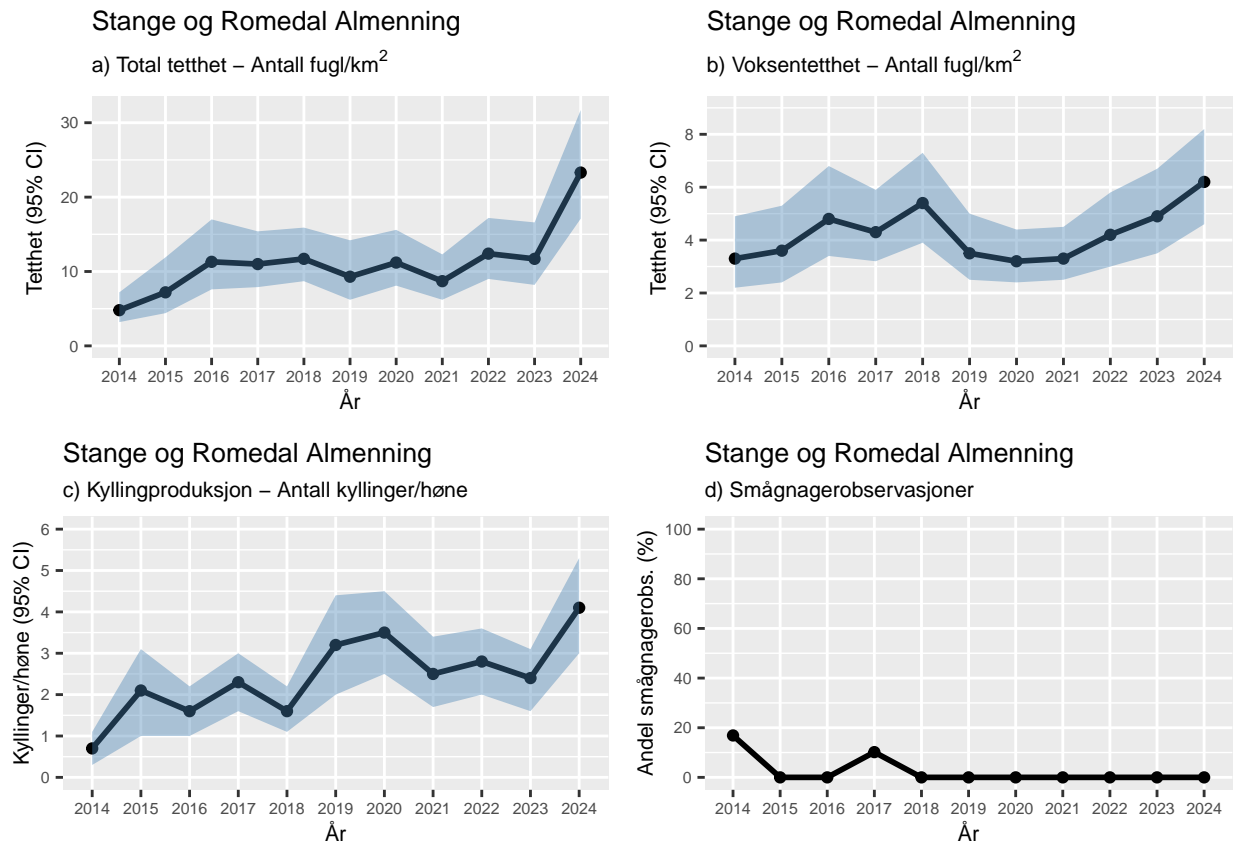 Stange og Romedal Almenning
a) Total tetthet – Antall fugl/km²
Tetthet (95% CI)
30
20
10
0
2014 2015 2016 2017 2018 2019 2020 2021 2022 2023 2024
År
Stange og Romedal Almenning
b) Voksentetthet – Antall fugl/km²
Tetthet (95% CI)
8
6
4
2
0
2014 2015 2016 2017 2018 2019 2020 2021 2022 2023 2024
År
Stange og Romedal Almenning
c) Kyllingproduksjon – Antall kyllinger/høne
Kyllinger/høne (95% CI)
6
5
4
3
2
1
0
2014 2015 2016 2017 2018 2019 2020 2021 2022 2023 2024
År
Stange og Romedal Almenning
d) Smågnagerobservasjoner
Andel smågnagerobs. (%)
100
80
60
40
20
0
2014 2015 2016 2017 2018 2019 2020 2021 2022 2023 2024
År